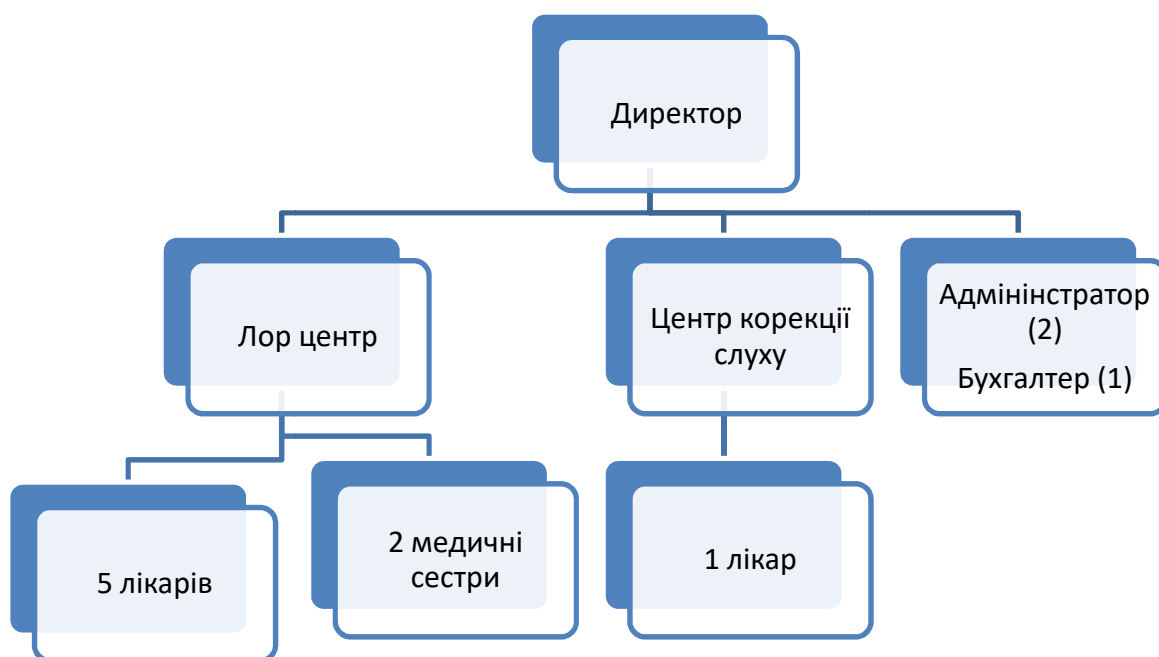 Директор
Лор центр
Центр корекції
слуху
Адмінінстратор
(2)
Бухгалтер (1)
5 лікарів
2 медичні
сестри
1 лікар